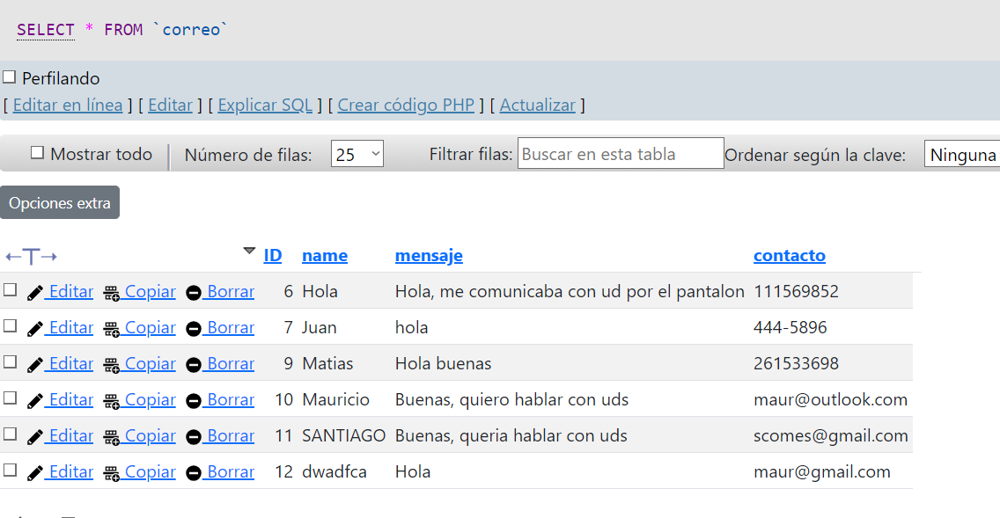 SELECT * FROM `correo`
Perfilando
[ Editar en línea ] [ Editar ] [ Explicar SQL ] [ Crear código PHP ] [ Actualizar ]
Mostrar todo Número de filas: 25 Filtrar filas: Buscar en esta tabla Ordenar según la clave: Ninguna
Opciones extra
ID name mensaje contacto
Editar Copiar Borrar 6 Hola Hola, me comunicaba con ud por el pantalon 111569852
Editar Copiar Borrar 7 Juan hola 444-5896
Editar Copiar Borrar 9 Matias Hola buenas 261533698
Editar Copiar Borrar 10 Mauricio Buenas, quiero hablar con uds maur@outlook.com
Editar Copiar Borrar 11 SANTIAGO Buenas, queria hablar con uds scomes@gmail.com
Editar Copiar Borrar 12 dwadfca Hola maur@gmail.com